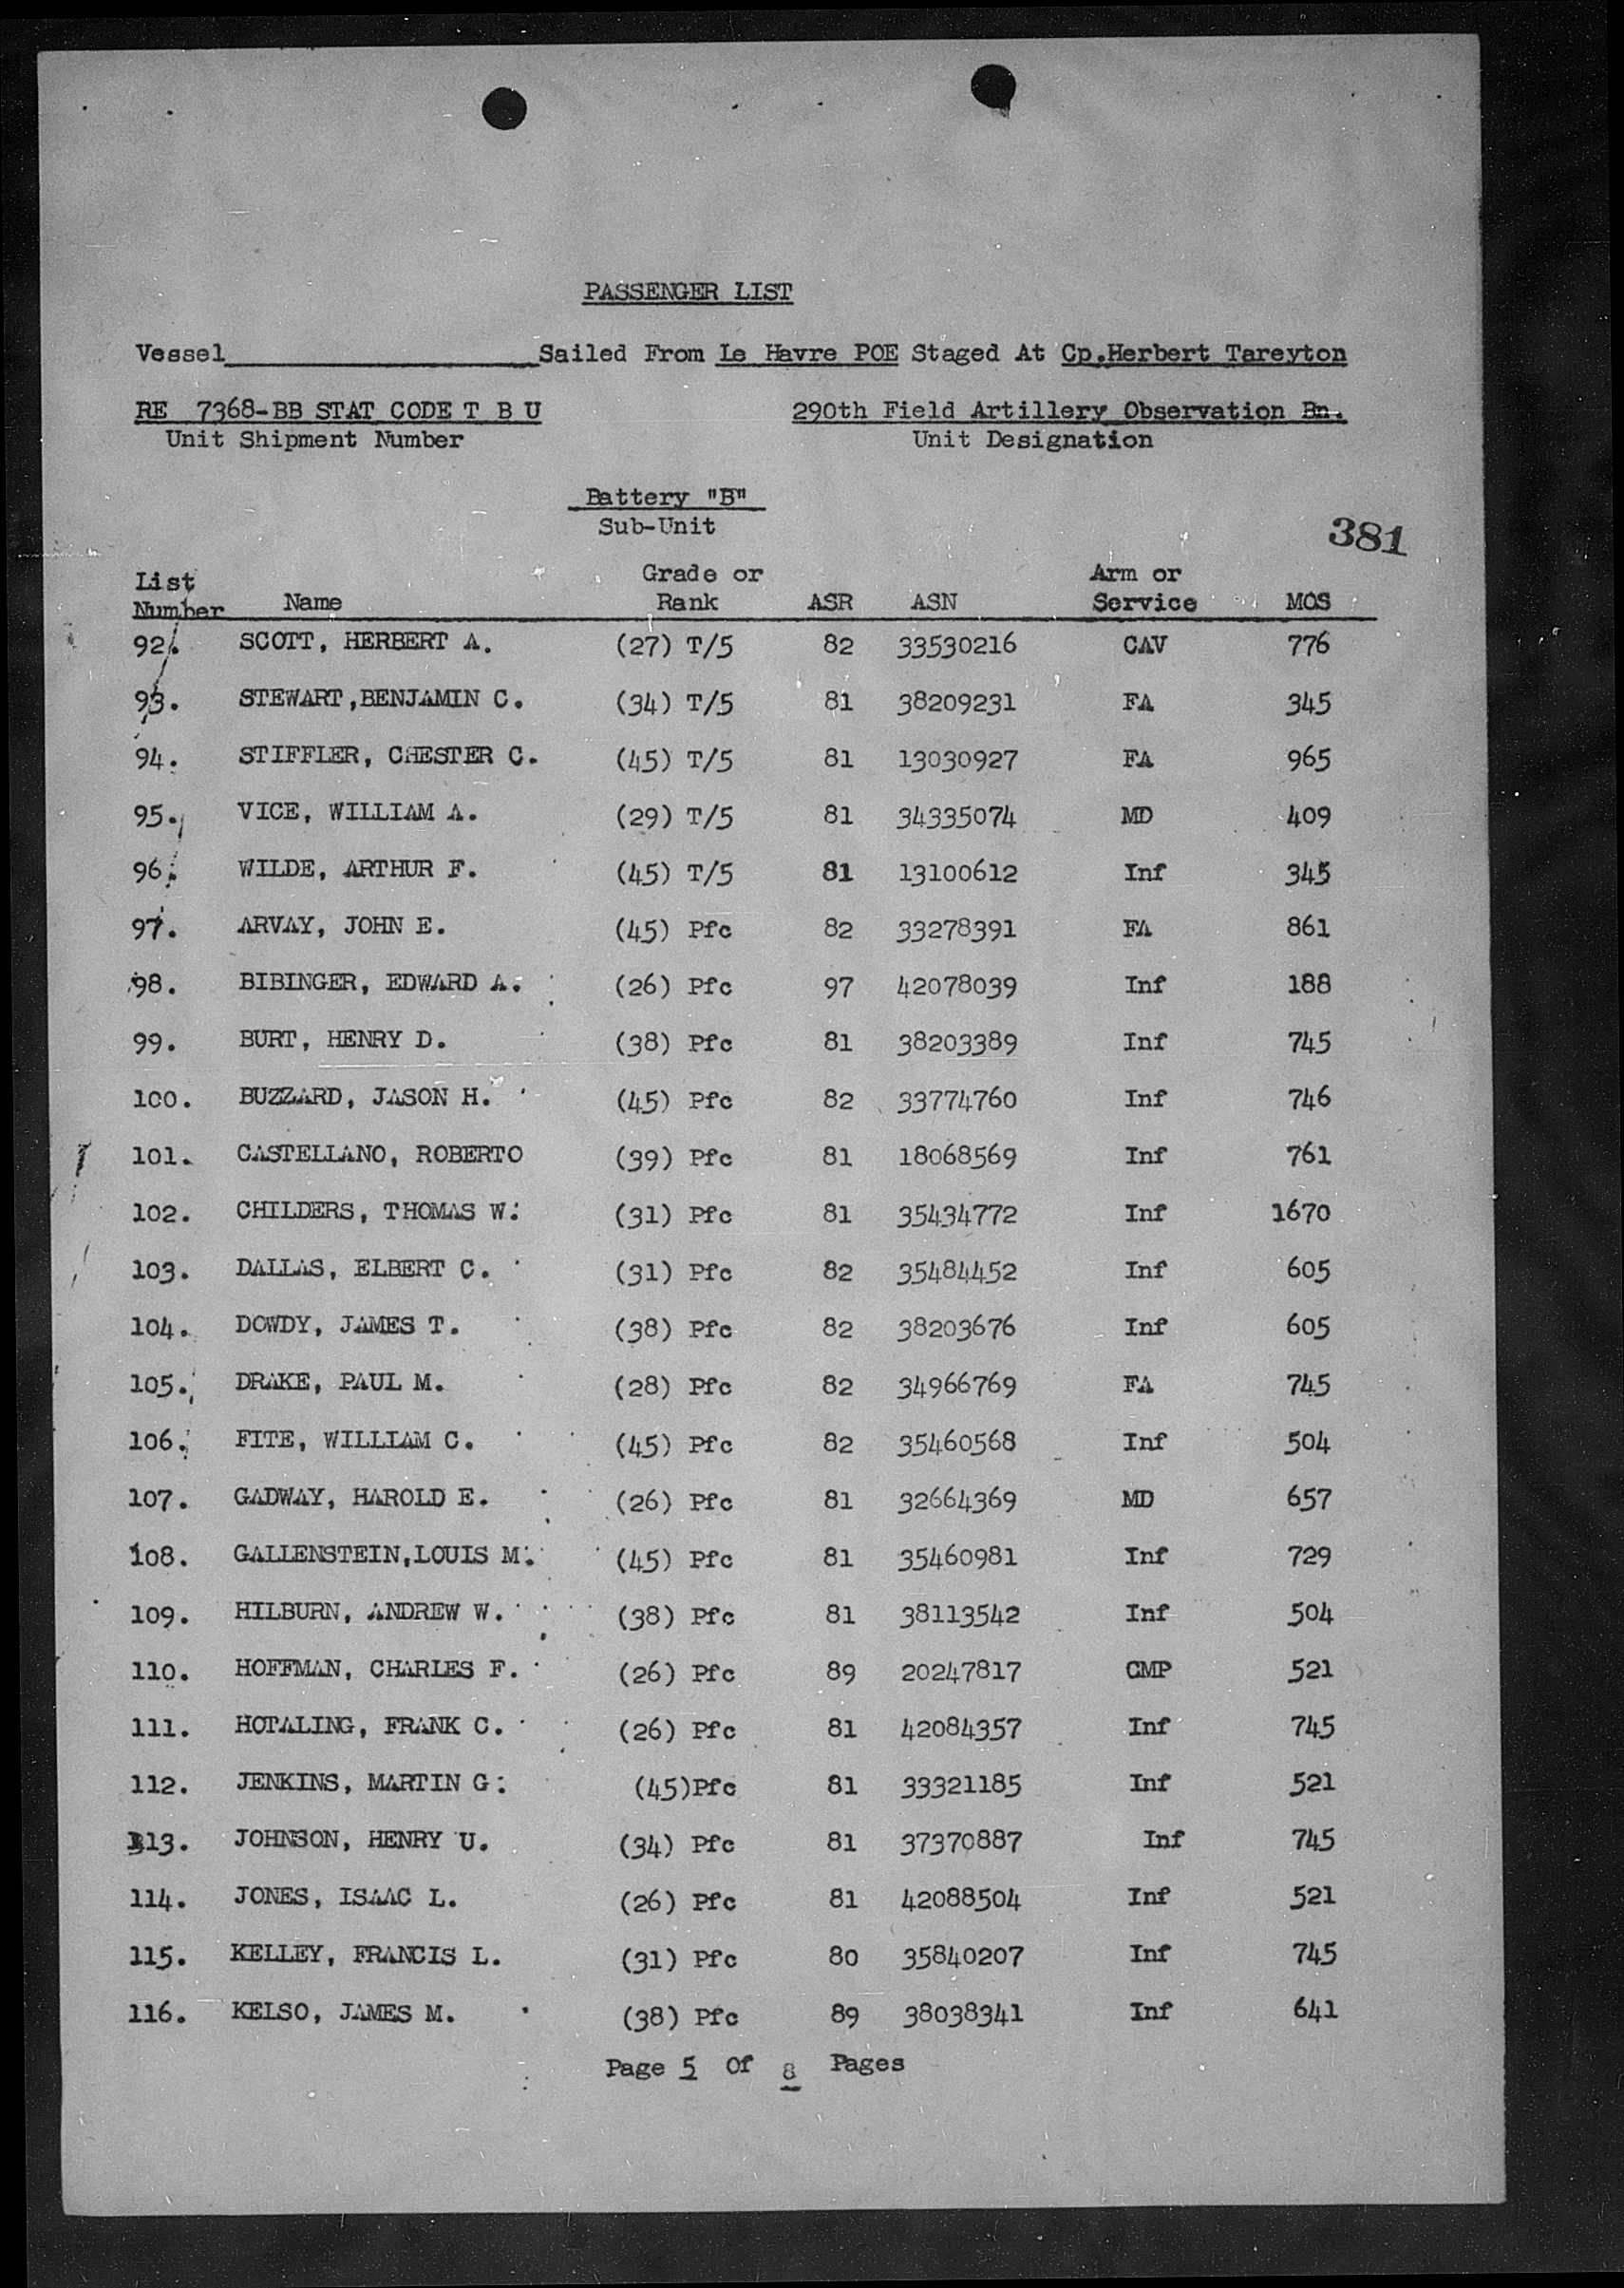 PASSENGER LIST
Vessel Sailed From Le Havre POE Staged At Cp.Herbert Tareyton
RE 7368-BB STAT CODE T B U 290th Field Artillery Observation Bn.
Unit Shipment Number Unit Designation
Battery "B"
Sub-Unit
381
List Number Name Grade or Rank ASR ASN Arm or Service MOS
92. SCOTT, HERBERT A. (27) T/5 82 33530216 CAV 776
93. STEWART,BENJAMIN C. (34) T/5 81 38209231 FA 345
94. STIFFLER, CHESTER C. (45) T/5 81 13030927 FA 965
95. VICE, WILLIAM A. (29) T/5 81 34335074 MD 409
96. WILDE, ARTHUR F. (45) T/5 81 13100612 Inf 345
97. ARVAY, JOHN E. (45) Pfc 82 33278391 FA 861
98. BIBINGER, EDWARD A. (26) Pfc 97 42078039 Inf 188
99. BURT, HENRY D. (38) Pfc 81 38203389 Inf 745
100. BUZZARD, JASON H. (45) Pfc 82 33774760 Inf 746
101. CASTELLANO, ROBERTO (39) Pfc 81 18068569 Inf 761
102. CHILDERS, THOMAS W. (31) Pfc 81 35434772 Inf 1670
103. DALLAS, ELBERT C. (31) Pfc 82 35484452 Inf 605
104. DOWDY, JAMES T. (38) Pfc 82 38203676 Inf 605
105. DRAKE, PAUL M. (28) Pfc 82 34966769 FA 745
106. FITE, WILLIAM C. (45) Pfc 82 35460568 Inf 504
107. GADWAY, HAROLD E. (26) Pfc 81 32664369 MD 657
108. GALLENSTEIN,LOUIS M. (45) Pfc 81 35460981 Inf 729
109. HILBURN, ANDREW W. (38) Pfc 81 38113542 Inf 504
110. HOFFMAN, CHARLES F. (26) Pfc 89 20247817 CMP 521
111. HOTALING, FRANK C. (26) Pfc 81 42084357 Inf 745
112. JENKINS, MARTIN G. (45)Pfc 81 33321185 Inf 521
113. JOHNSON, HENRY U. (34) Pfc 81 37370887 Inf 745
114. JONES, ISAAC L. (26) Pfc 81 42088504 Inf 521
115. KELLEY, FRANCIS L. (31) Pfc 80 35840207 Inf 745
116. KELSO, JAMES M. (38) Pfc 89 38038341 Inf 641
Page 5 Of 8 Pages